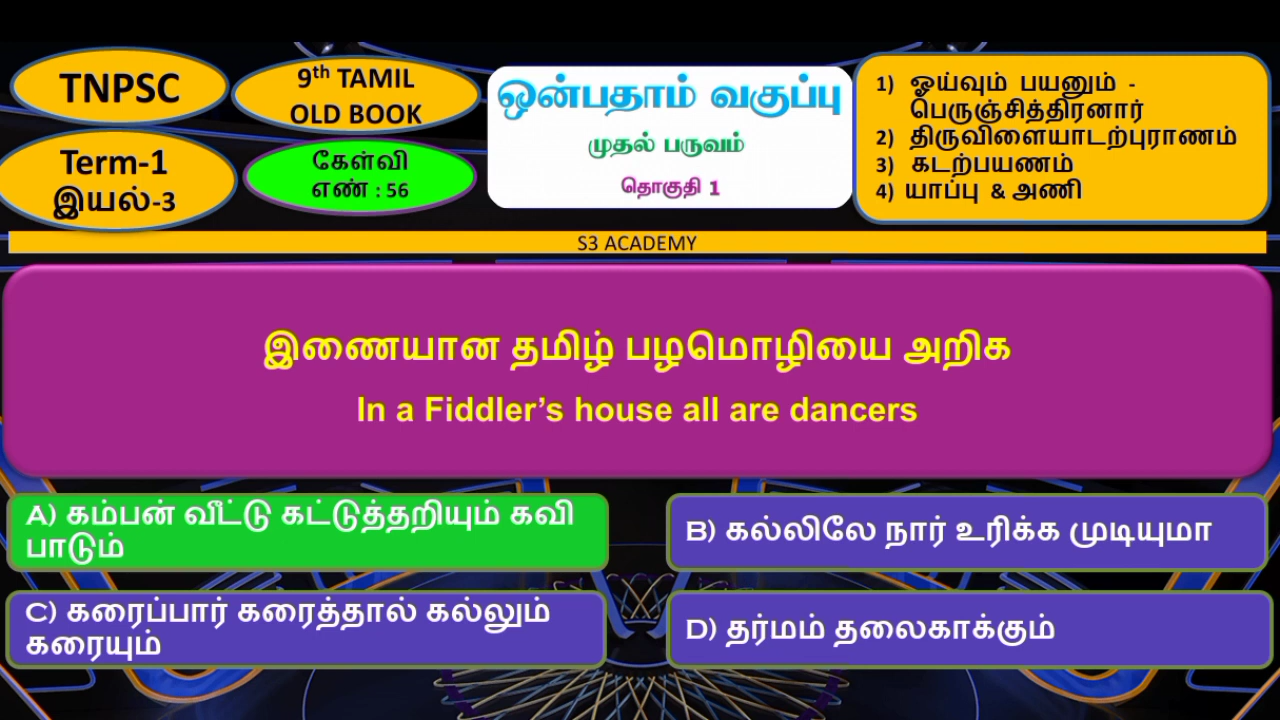 TNPSC
9th TAMIL
OLD BOOK
Term-1
இயல்-3
கேள்வி
எண் : 56
ஒன்பதாம் வகுப்பு
முதல் பருவம்
தொகுதி 1
1) ஓய்வும் பயனும் -
பெருஞ்சித்திரனார்
2) திருவிளையாடற்புராணம்
3) கடற்பயணம்
4) யாப்பு & அணி
S3 ACADEMY
இணையான தமிழ் பழமொழியை அறிக
In a Fiddler’s house all are dancers
A) கம்பன் வீட்டு கட்டுத்தறியும் கவி
பாடும்
B) கல்லிலே நார் உரிக்க முடியுமா
C) கரைப்பார் கரைத்தால் கல்லும்
கரையும்
D) தர்மம் தலைகாக்கும்